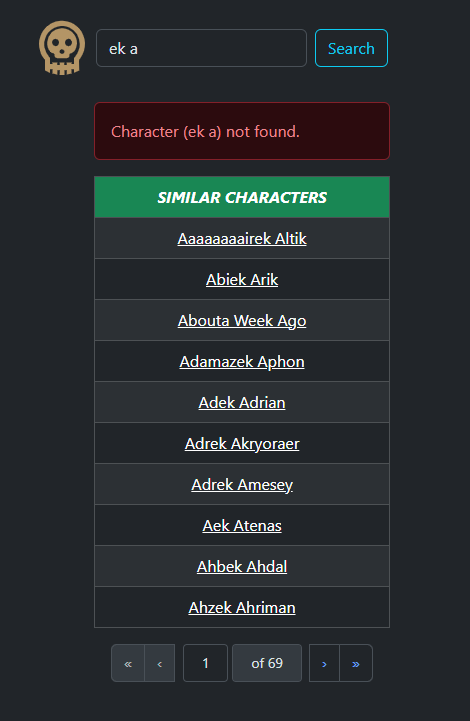 ek a
Search
Character (ek a) not found.
SIMILAR CHARACTERS
Aaaaaaaairek Altik
Abiek Arik
Abouta Week Ago
Adamazek Aphon
Adek Adrian
Adrek Akryoraer
Adrek Amesey
Aek Atenas
Ahbek Ahdal
Ahzek Ahriman
« ‹ 1 of 69 › »